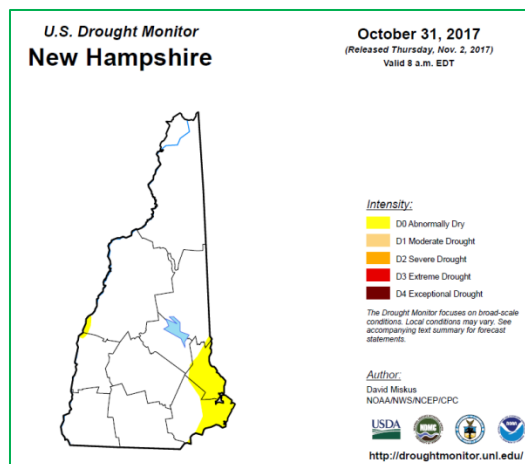 U.S. Drought Monitor
New Hampshire
October 31, 2017
(Released Thursday, Nov. 2, 2017)
Valid 8 a.m. EDT
Intensity:
D0 Abnormally Dry
D1 Moderate Drought
D2 Severe Drought
D3 Extreme Drought
D4 Exceptional Drought
The Drought Monitor focuses on broad-scale
conditions. Local conditions may vary. See
accompanying text summary for forecast
statements.
Author:
David Miskus
NOAA/NWS/NCEP/CPC
USDA
NDMC
http://droughtmonitor.unl.edu/